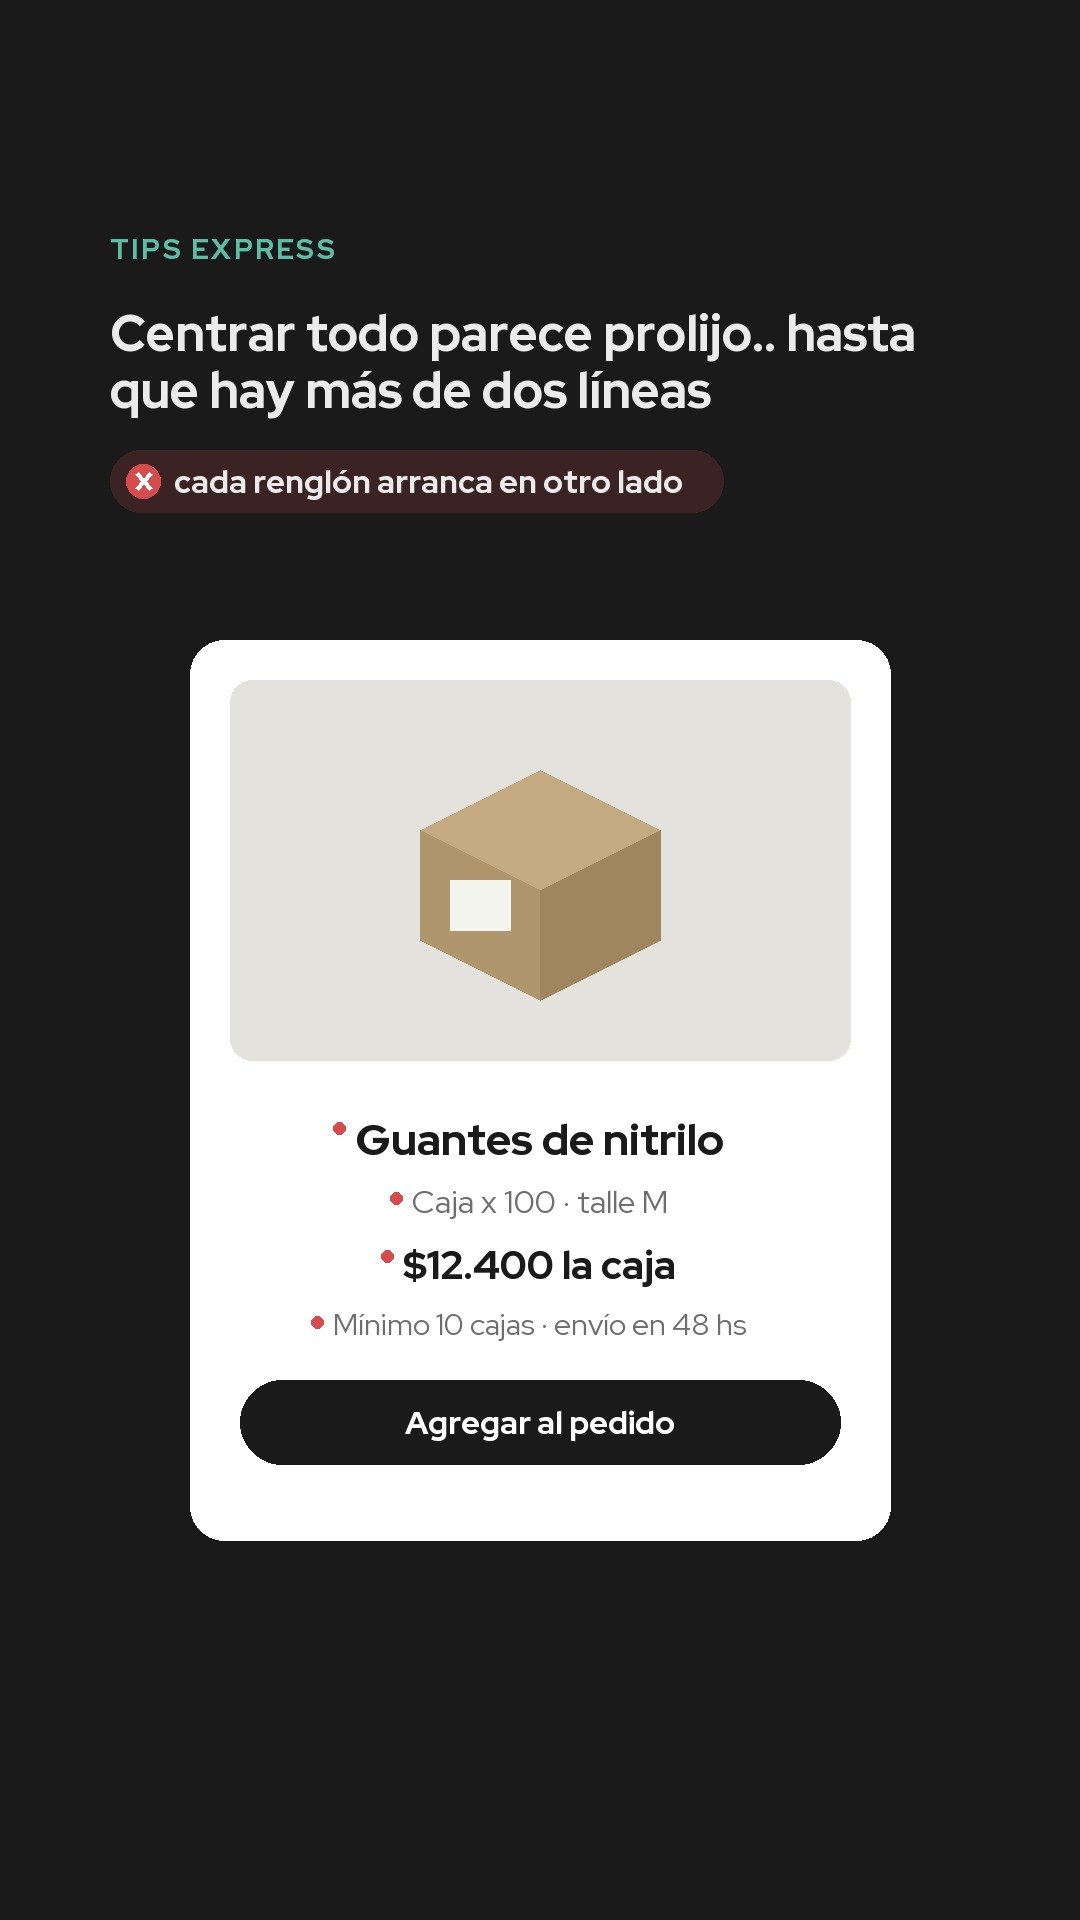 TIPS EXPRESS
Centrar todo parece prolijo.. hasta
que hay más de dos líneas
cada renglón arranca en otro lado
Guantes de nitrilo
Caja x 100 · talle M
$12.400 la caja
Mínimo 10 cajas · envío en 48 hs
Agregar al pedido